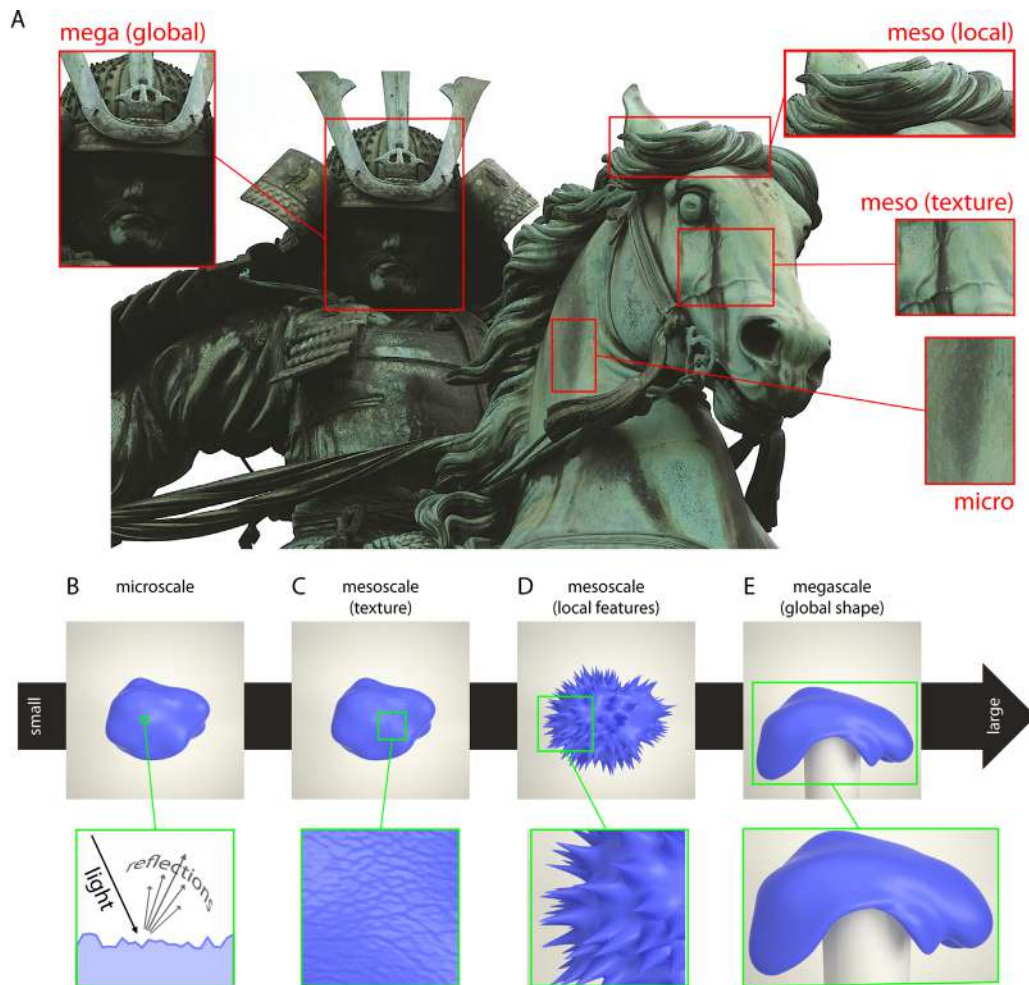 A
mega (global)
meso (local)
meso (texture)
micro
B
microscale
C
mesoscale
(texture)
D
mesoscale
(local features)
E
megascale
(global shape)
small
large
light
reflections